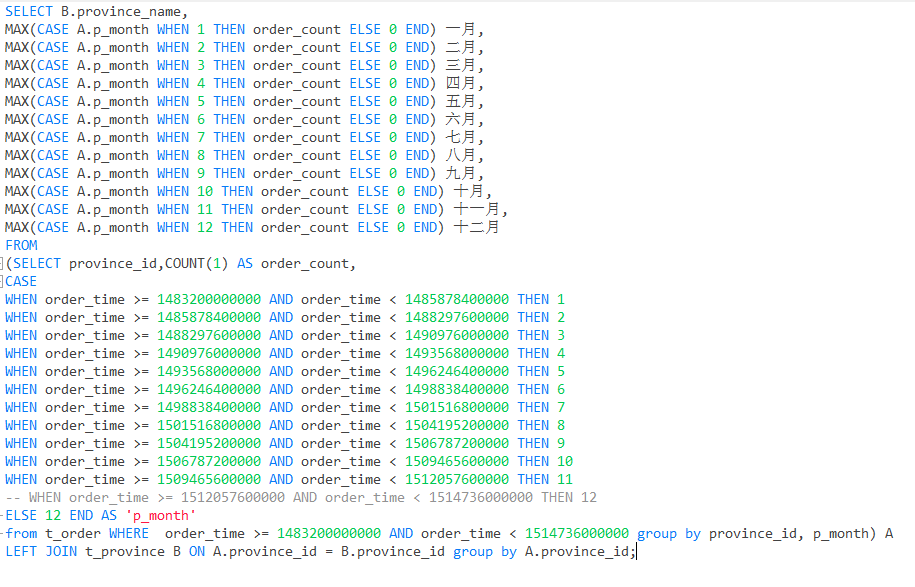 SELECT B.province_name,
MAX(CASE A.p_month WHEN 1 THEN order_count ELSE 0 END) 一月,
MAX(CASE A.p_month WHEN 2 THEN order_count ELSE 0 END) 二月,
MAX(CASE A.p_month WHEN 3 THEN order_count ELSE 0 END) 三月,
MAX(CASE A.p_month WHEN 4 THEN order_count ELSE 0 END) 四月,
MAX(CASE A.p_month WHEN 5 THEN order_count ELSE 0 END) 五月,
MAX(CASE A.p_month WHEN 6 THEN order_count ELSE 0 END) 六月,
MAX(CASE A.p_month WHEN 7 THEN order_count ELSE 0 END) 七月,
MAX(CASE A.p_month WHEN 8 THEN order_count ELSE 0 END) 八月,
MAX(CASE A.p_month WHEN 9 THEN order_count ELSE 0 END) 九月,
MAX(CASE A.p_month WHEN 10 THEN order_count ELSE 0 END) 十月,
MAX(CASE A.p_month WHEN 11 THEN order_count ELSE 0 END) 十一月,
MAX(CASE A.p_month WHEN 12 THEN order_count ELSE 0 END) 十二月
FROM
(SELECT province_id,COUNT(1) AS order_count,
CASE
WHEN order_time >= 1483200000000 AND order_time < 1485878400000 THEN 1
WHEN order_time >= 1485878400000 AND order_time < 1488297600000 THEN 2
WHEN order_time >= 1488297600000 AND order_time < 1490976000000 THEN 3
WHEN order_time >= 1490976000000 AND order_time < 1493568000000 THEN 4
WHEN order_time >= 1493568000000 AND order_time < 1496246400000 THEN 5
WHEN order_time >= 1496246400000 AND order_time < 1498838400000 THEN 6
WHEN order_time >= 1498838400000 AND order_time < 1501516800000 THEN 7
WHEN order_time >= 1501516800000 AND order_time < 1504195200000 THEN 8
WHEN order_time >= 1504195200000 AND order_time < 1506787200000 THEN 9
WHEN order_time >= 1506787200000 AND order_time < 1509465600000 THEN 10
WHEN order_time >= 1509465600000 AND order_time < 1512057600000 THEN 11
-- WHEN order_time >= 1512057600000 AND order_time < 1514736000000 THEN 12
ELSE 12 END AS 'p_month'
from t_order WHERE  order_time >= 1483200000000 AND order_time < 1514736000000 group by province_id, p_month) A
LEFT JOIN t_province B ON A.province_id = B.province_id group by A.province_id;